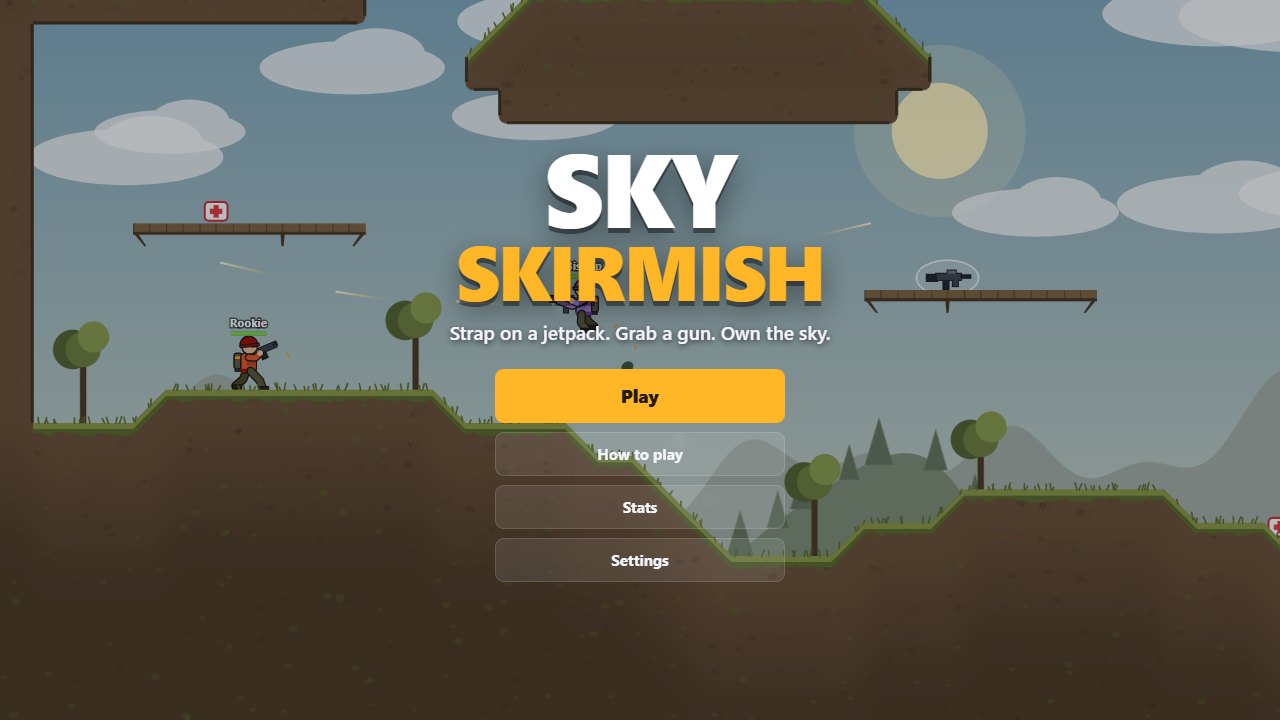 SKY
SKIRMISH
Strap on a jetpack. Grab a gun. Own the sky.
Rookie
Play
How to play
Stats
Settings